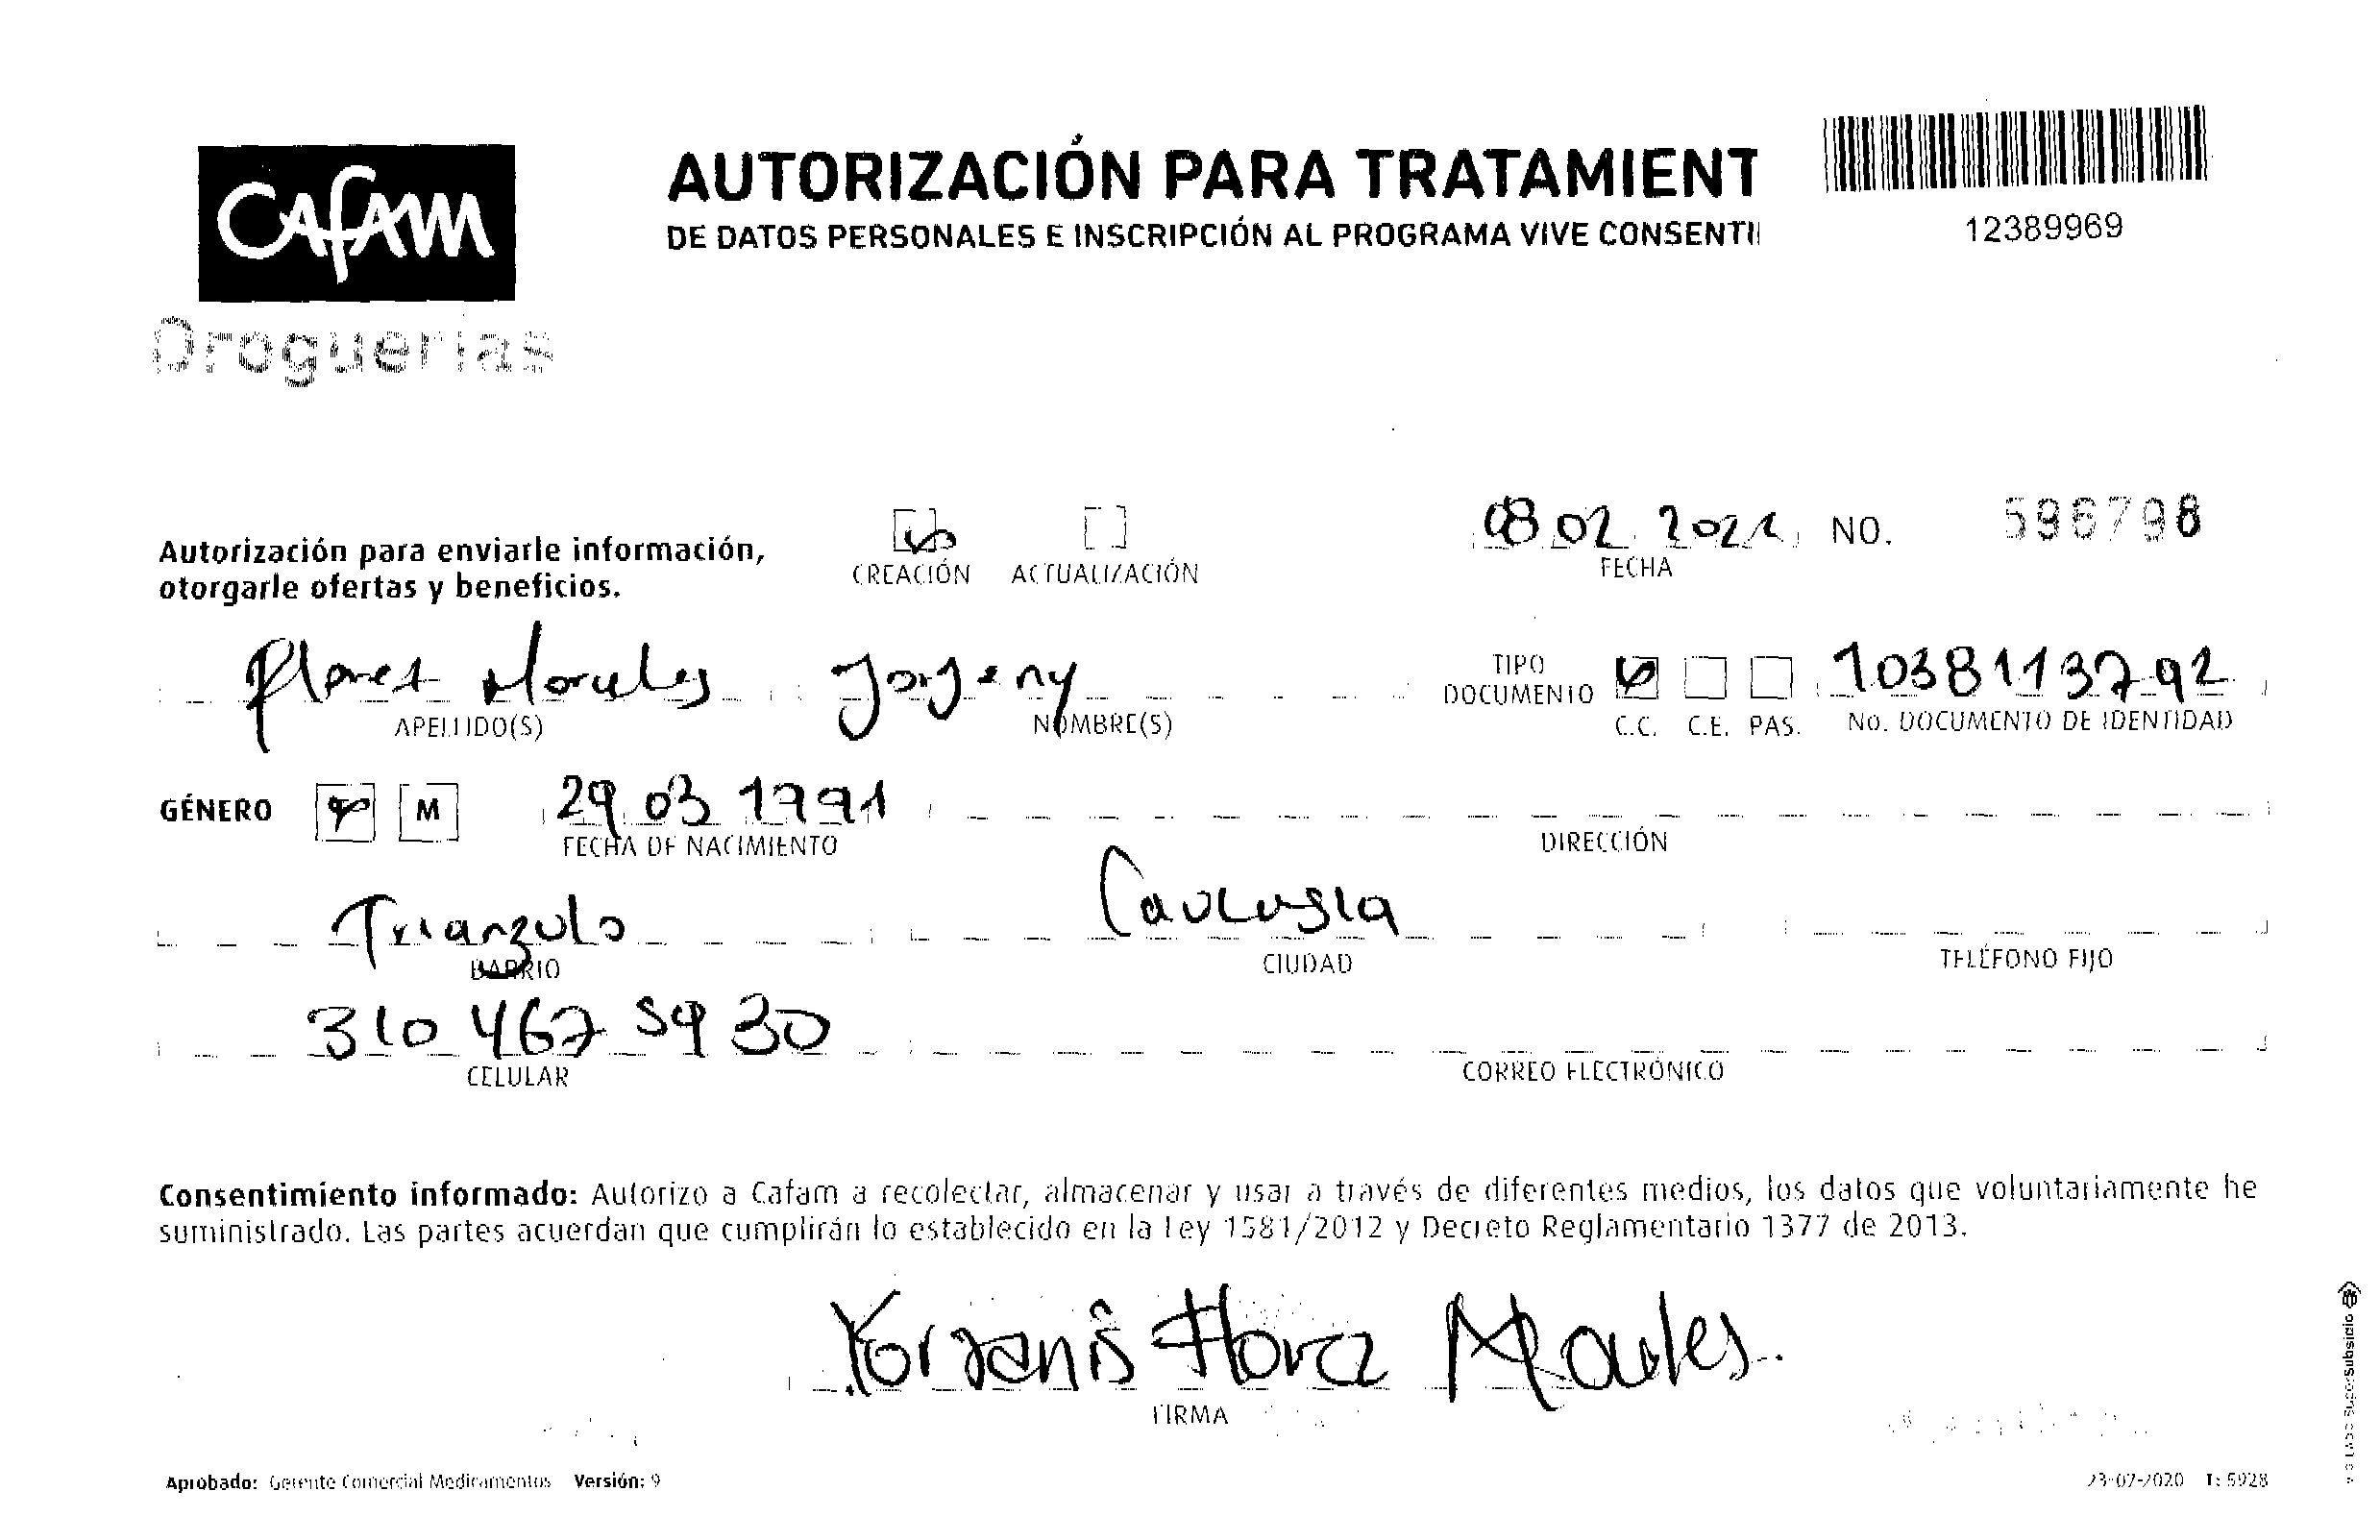 CAFAM
Droguerías
AUTORIZACIÓN PARA TRATAMIENT
DE DATOS PERSONALES E INSCRIPCIÓN AL PROGRAMA VIVE CONSENTI
12389969
Autorización para enviarle información,
otorgarle ofertas y beneficios.
CREACIÓN ACTUALIZACIÓN
08 02 2021 NO. 596798
FECHA
Flores Morales Jorgeny
APELLIDO(S) NOMBRE(S)
TIPO
DOCUMENTO
1038113792
C.C. C.E. PAS. No. DOCUMENTO DE IDENTIDAD
GÉNERO M 29 03 1991
FECHA DE NACIMIENTO DIRECCIÓN
Triangulo Caucasia
BARRIO CIUDAD TELÉFONO FIJO
310 467 59 30
CELULAR CORREO ELECTRÓNICO
Consentimiento informado: Autorizo a Cafam a recolectar, almacenar y usar a través de diferentes medios, los datos que voluntariamente he
suministrado. Las partes acuerdan que cumplirán lo establecido en la Ley 1581/2012 y Decreto Reglamentario 1377 de 2013.
Morales.
FIRMA
Aprobado: Gerente Comercial Medicamentos Versión: 9
23-07-2020 T: 5928
SuperSubsidio